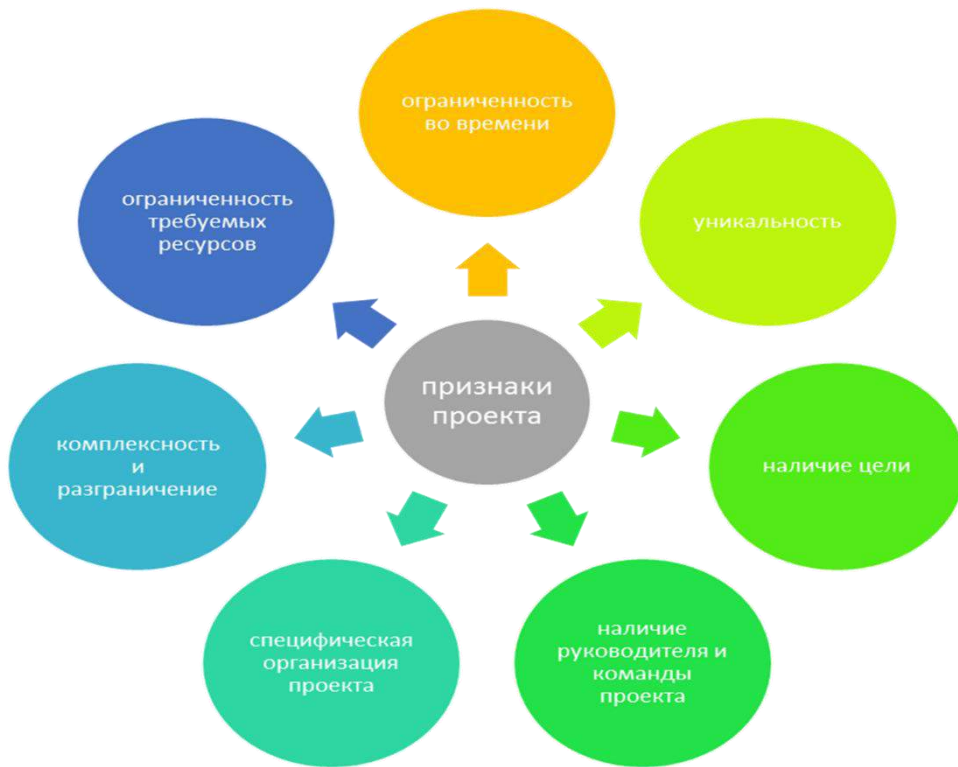 ограниченность
во времени
уникальность
наличие цели
наличие
руководителя и
команды
проекта
специфическая
организация
проекта
комплексность
и
разграничение
ограниченность
требуемых
ресурсов
признаки
проекта